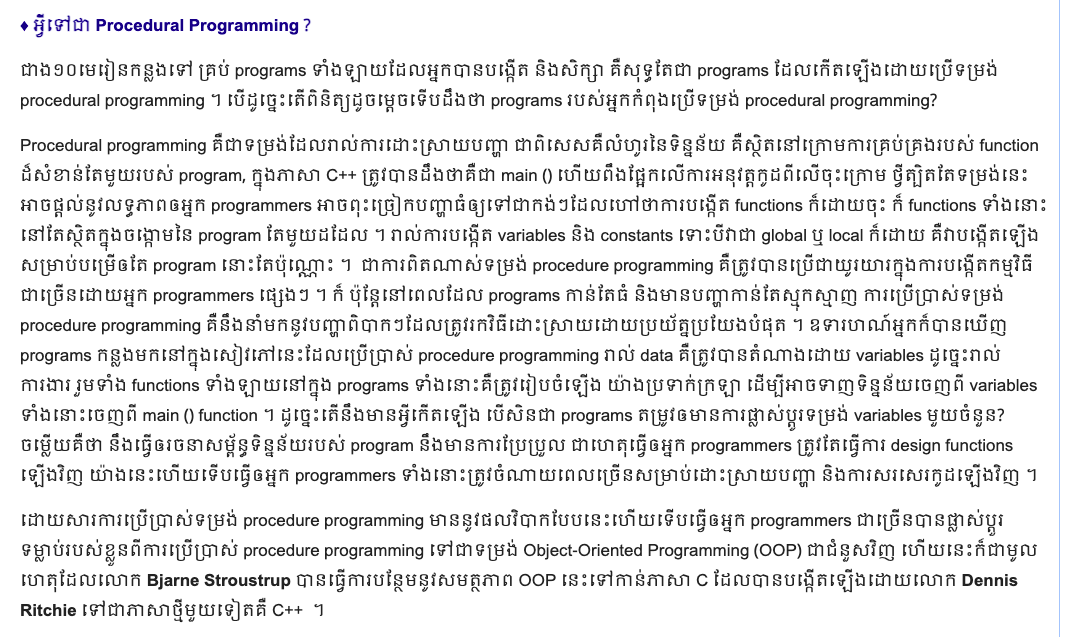 ♦ អ្វីទៅជា Procedural Programming ?
ជាង១០មេរៀនកន្លងទៅ គ្រប់ programs ទាំងឡាយដែលអ្នកបានបង្កើត និងសិក្សា គឺសុទ្ធតែជា programs ដែលកើតឡើងដោយប្រើទម្រង់
procedural programming ។ បើដូច្នេះតើពិនិត្យដូចម្តេចទើបដឹងថា programs របស់អ្នកកំពុងប្រើទម្រង់ procedural programming?
Procedural programming គឺជាទម្រង់ដែលរាល់ការដោះស្រាយបញ្ហា ជាពិសេសគឺលំហូរនៃទិន្នន័យ គឺស្ថិតនៅក្រោមការគ្រប់គ្រងរបស់ function
ដ៏សំខាន់តែមួយរបស់ program, ក្នុងភាសា C++ ត្រូវបានដឹងថាគឺជា main () ហើយពឹងផ្អែកលើការអនុវត្តកូដពីលើចុះក្រោម ថ្វីត្បិតតែទម្រង់នេះ
អាចផ្តល់នូវលទ្ធភាពឲអ្នក programmers អាចពុះច្រៀកបញ្ហាធំឲ្យទៅជាកង់ៗដែលហៅថាការបង្កើត functions ក៏ដោយចុះ ក៏ functions ទាំងនោះ
នៅតែស្ថិតក្នុងចង្កោមនៃ program តែមួយដដែល ។ រាល់ការបង្កើត variables និង constants ទោះបីវាជា global ឬ local ក៏ដោយ គឺវាបង្កើតឡើង
សម្រាប់បម្រើឲតែ program នោះតែប៉ុណ្ណោះ ។ ជាការពិតណាស់ទម្រង់ procedure programming គឺត្រូវបានប្រើជាយូរយារក្នុងការបង្កើតកម្មវិធី
ជាច្រើនដោយអ្នក programmers ផ្សេងៗ ។ ក៏ ប៉ុន្តែនៅពេលដែល programs កាន់តែធំ និងមានបញ្ហាកាន់តែស្មុកស្មាញ ការប្រើប្រាស់ទម្រង់
procedure programming គឺនឹងនាំមកនូវបញ្ហាពិបាកៗដែលត្រូវរកវិធីដោះស្រាយដោយប្រយ័ត្នប្រយែងបំផុត ។ ឧទារហណ៍អ្នកក៏បានឃើញ
programs កន្លងមកនៅក្នុងសៀវភៅនេះដែលប្រើប្រាស់ procedure programming រាល់ data គឺត្រូវបានតំណាងដោយ variables ដូច្នេះរាល់
ការងារ រួមទាំង functions ទាំងឡាយនៅក្នុង programs ទាំងនោះគឺត្រូវរៀបចំឡើង យ៉ាងប្រទាក់ក្រឡា ដើម្បីអាចទាញទិន្នន័យចេញពី variables
ទាំងនោះចេញពី main () function ។ ដូច្នេះតើនឹងមានអ្វីកើតឡើង បើសិនជា programs តម្រូវឲមានការផ្លាស់ប្តូរទម្រង់ variables មួយចំនួន?
ចម្លើយគឺថា នឹងធ្វើឲរចនាសម្ព័ន្ធទិន្នន័យរបស់ program នឹងមានការប្រែប្រួល ជាហេតុធ្វើឲអ្នក programmers ត្រូវតែធ្វើការ design functions
ឡើងវិញ យ៉ាងនេះហើយទើបធ្វើឲអ្នក programmers ទាំងនោះត្រូវចំណាយពេលច្រើនសម្រាប់ដោះស្រាយបញ្ហា និងការសរសេរកូដឡើងវិញ ។
ដោយសារការប្រើប្រាស់ទម្រង់ procedure programming មាននូវផលវិបាកបែបនេះហើយទើបធ្វើឲអ្នក programmers ជាច្រើនបានផ្លាស់ប្តូរ
ទម្លាប់របស់ខ្លួនពីការប្រើប្រាស់ procedure programming ទៅជាទម្រង់ Object-Oriented Programming (OOP) ជាជំនួសវិញ ហើយនេះក៏ជាមូល
ហេតុដែលលោក Bjarne Stroustrup បានធ្វើការបន្ថែមនូវសមត្ថភាព OOP នេះទៅកាន់ភាសា C ដែលបានបង្កើតឡើងដោយលោក Dennis
Ritchie ទៅជាភាសាថ្មីមួយទៀតគឺ C++ ។